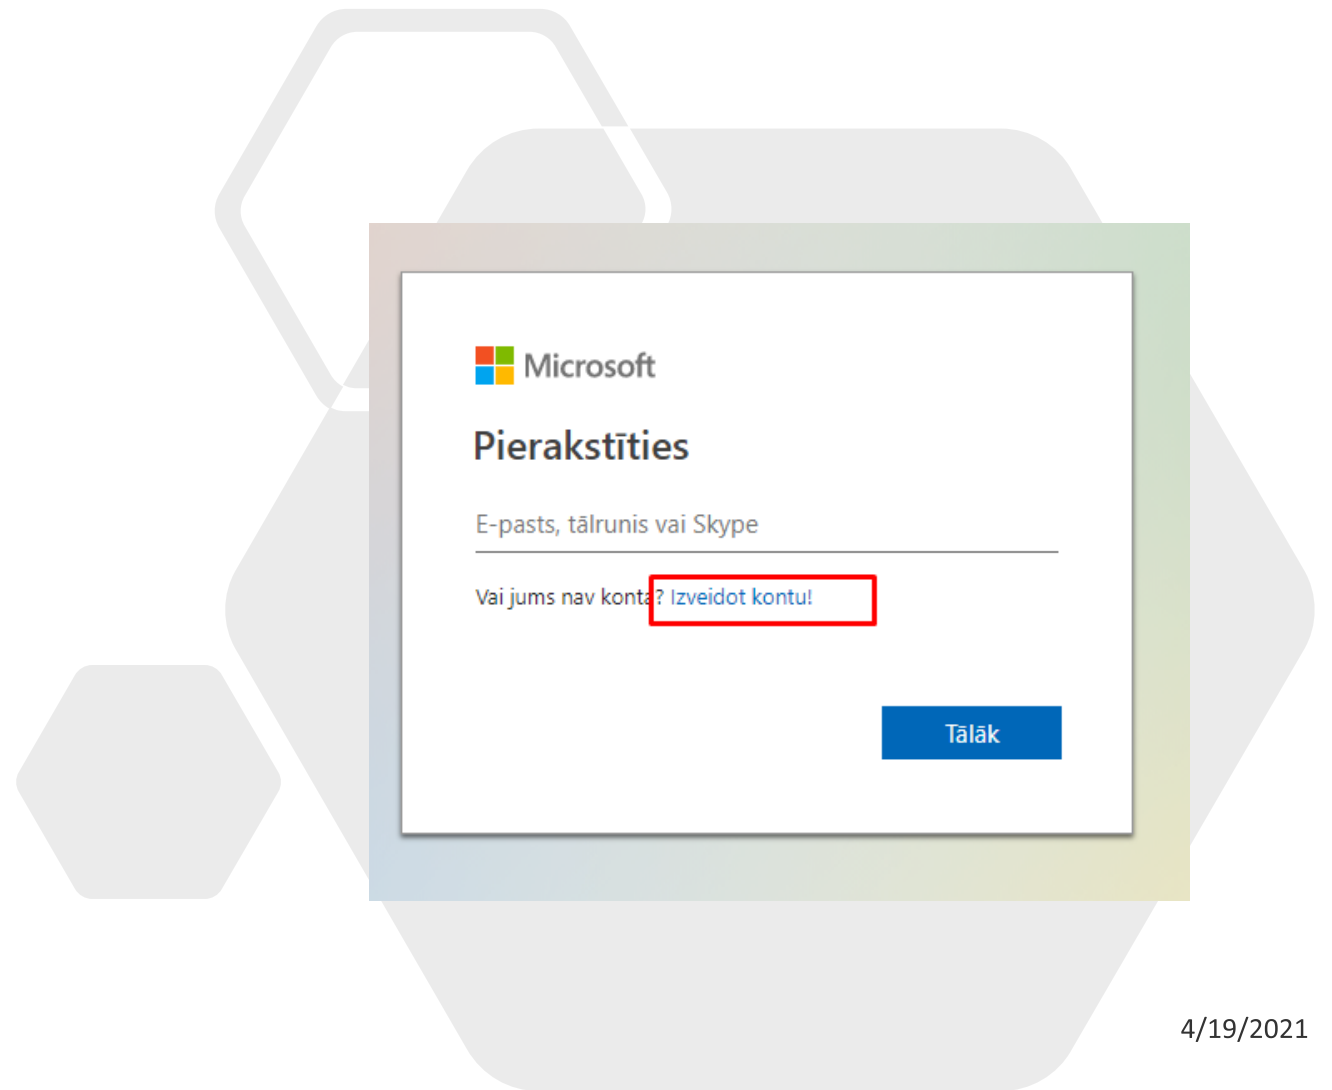 Microsoft
Pierakstīties
E-pasts, tālrunis vai Skype
Vai jums nav konta? Izveidot kontu!
Tālāk
4/19/2021